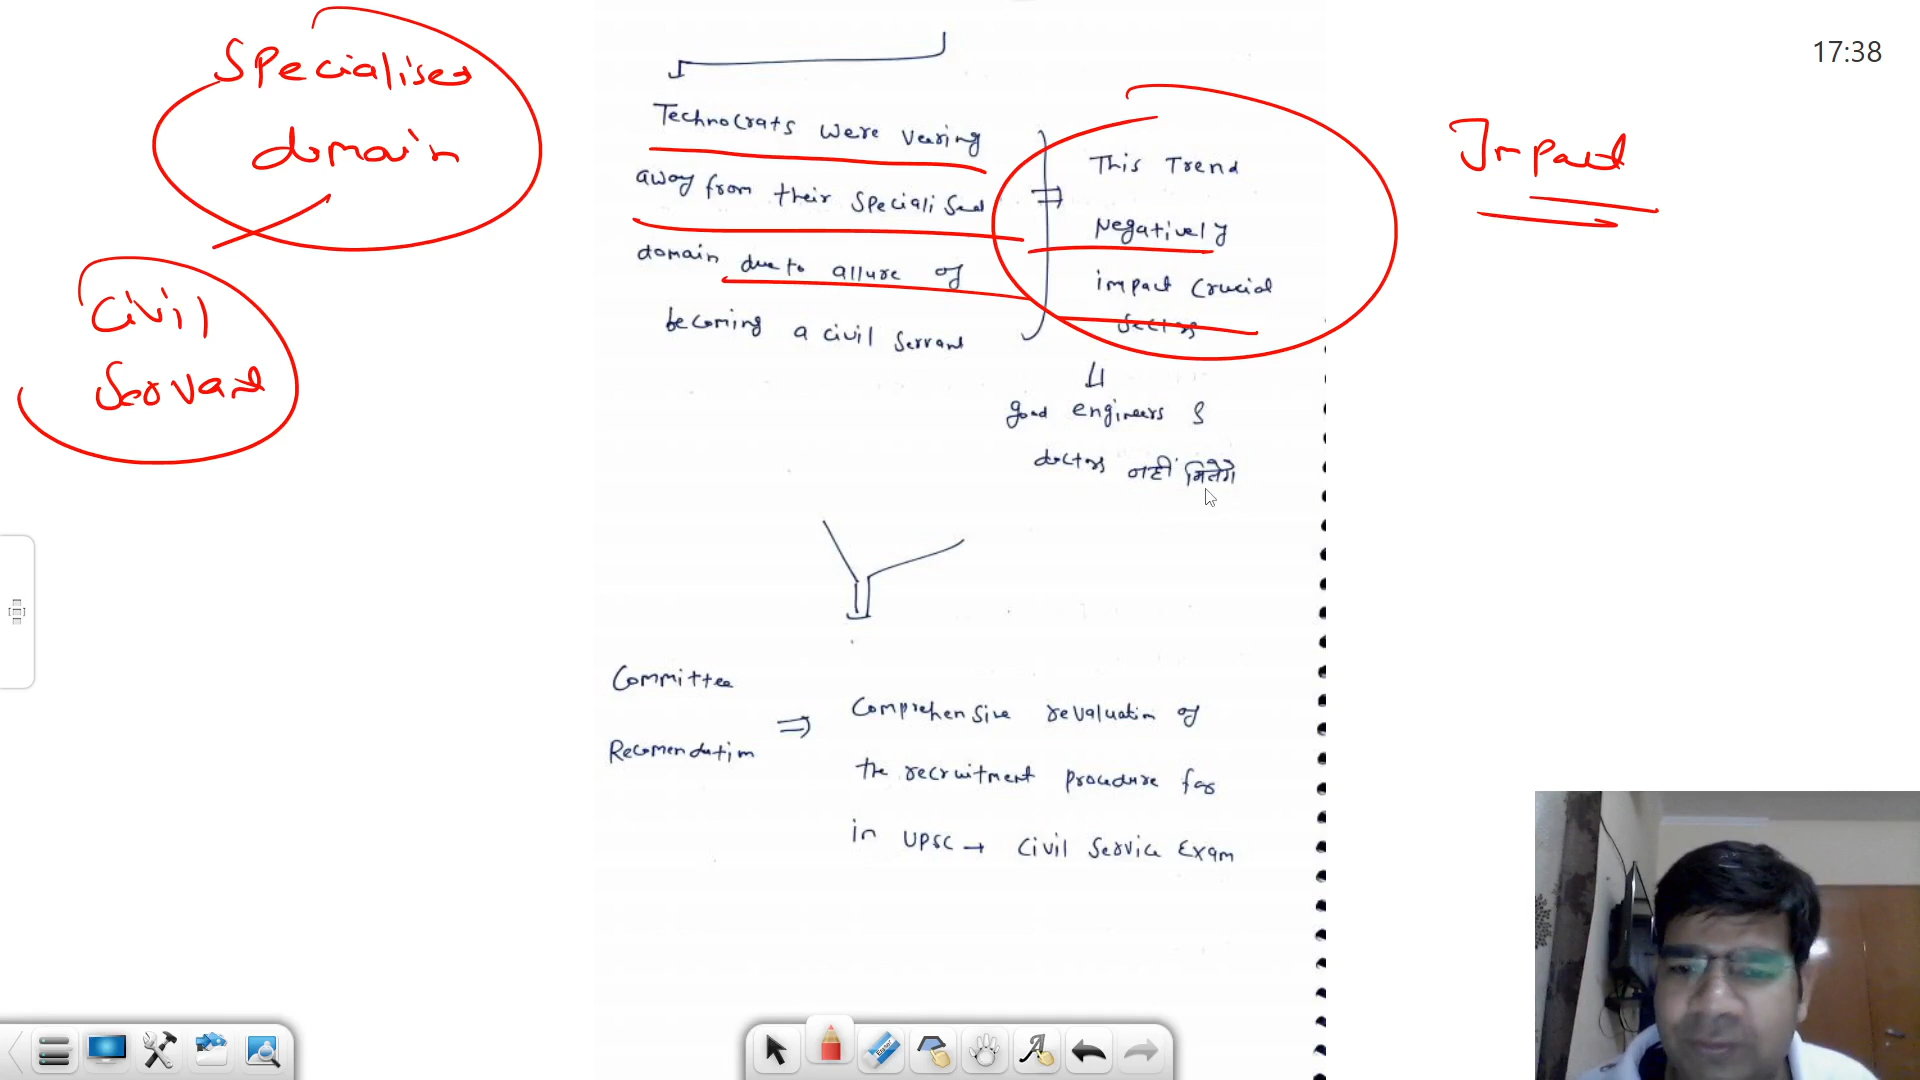 Specialised
domain
Civil
Servant
Technocrats were vearing
away from their specialised
domain due to allure of
becoming a civil servant
This Trend
Negatively
impact crucial
sectors
good engineers &
doctors नहीं मिलेंगे
Impact
17:38
Committee
Recomendation
Comprehensive revaluation of
the recruitment procedure for
in UPSC → Civil Service Exam